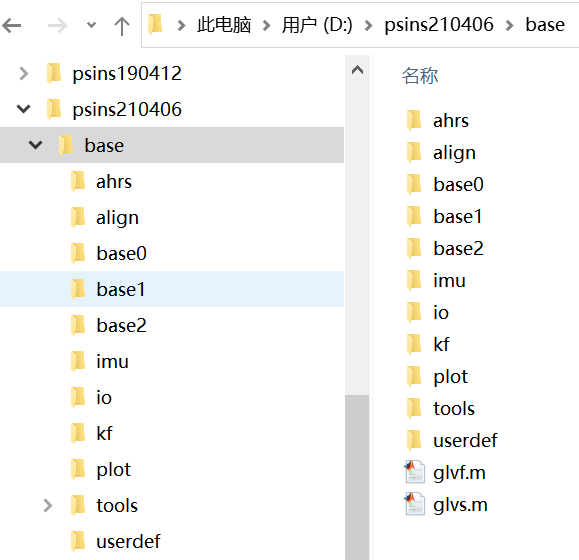 此电脑 > 用户 (D:) > psins210406 > base
psins190412
psins210406
base
ahrs
align
base0
base1
base2
imu
io
kf
plot
tools
userdef
名称
ahrs
align
base0
base1
base2
imu
io
kf
plot
tools
userdef
glvf.m
glvs.m